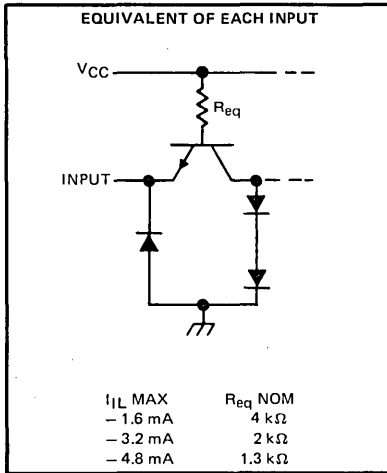 EQUIVALENT OF EACH INPUT
VCC
Req
INPUT
IIL MAX Req NOM
– 1.6 mA 4 kΩ
– 3.2 mA 2 kΩ
– 4.8 mA 1.3 kΩ